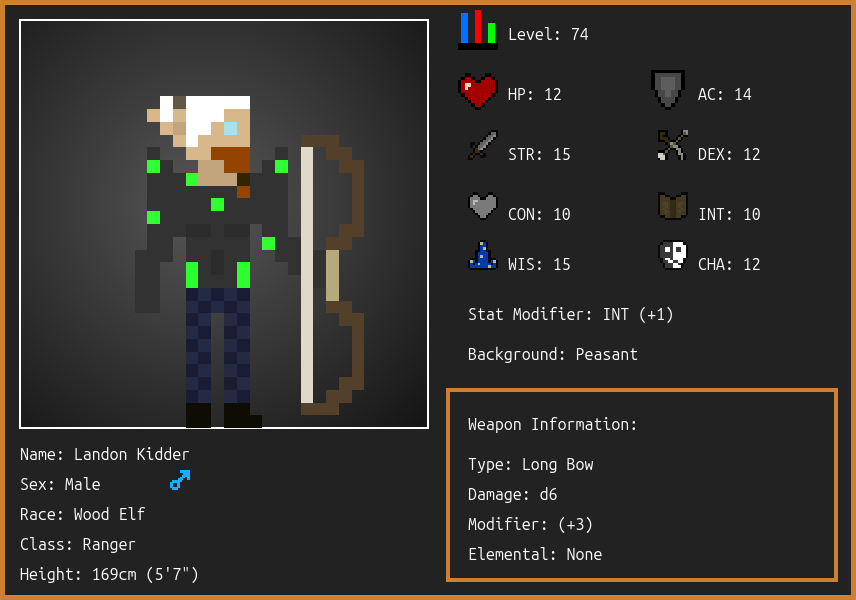 Level: 74
HP: 12
AC: 14
STR: 15
DEX: 12
CON: 10
INT: 10
WIS: 15
CHA: 12
Stat Modifier: INT (+1)
Background: Peasant
Weapon Information:
Type: Long Bow
Damage: d6
Modifier: (+3)
Elemental: None
Name: Landon Kidder
Sex: Male
Race: Wood Elf
Class: Ranger
Height: 169cm (5'7")